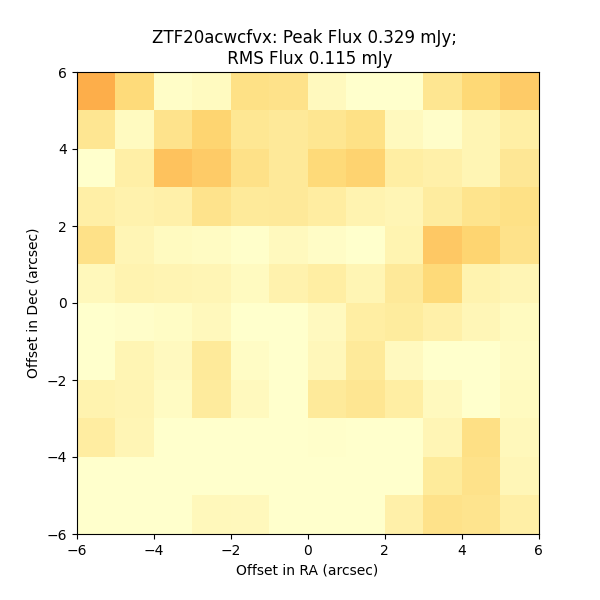 ZTF20acwcfvx: Peak Flux 0.329 mJy;
RMS Flux 0.115 mJy
6
4
2
0
−2
−4
−6
Offset in Dec (arcsec)
−6 −4 −2 0 2 4 6
Offset in RA (arcsec)